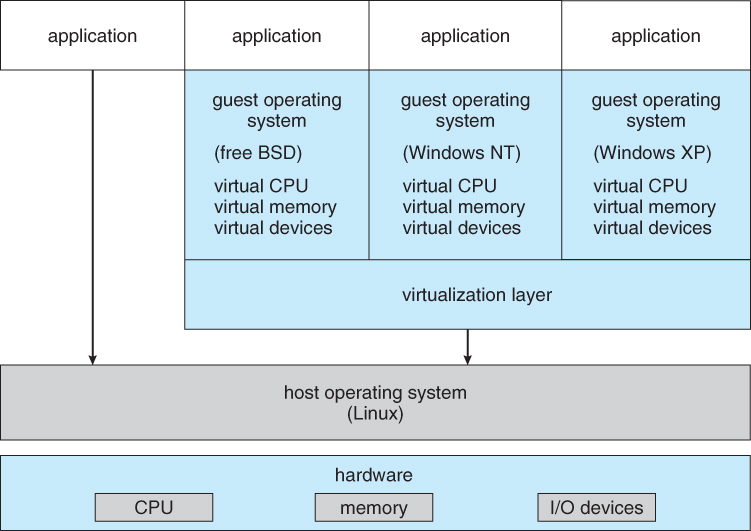 application
application
application
application
guest operating
system
(free BSD)
virtual CPU
virtual memory
virtual devices
guest operating
system
(Windows NT)
virtual CPU
virtual memory
virtual devices
guest operating
system
(Windows XP)
virtual CPU
virtual memory
virtual devices
virtualization layer
host operating system
(Linux)
hardware
CPU
memory
I/O devices